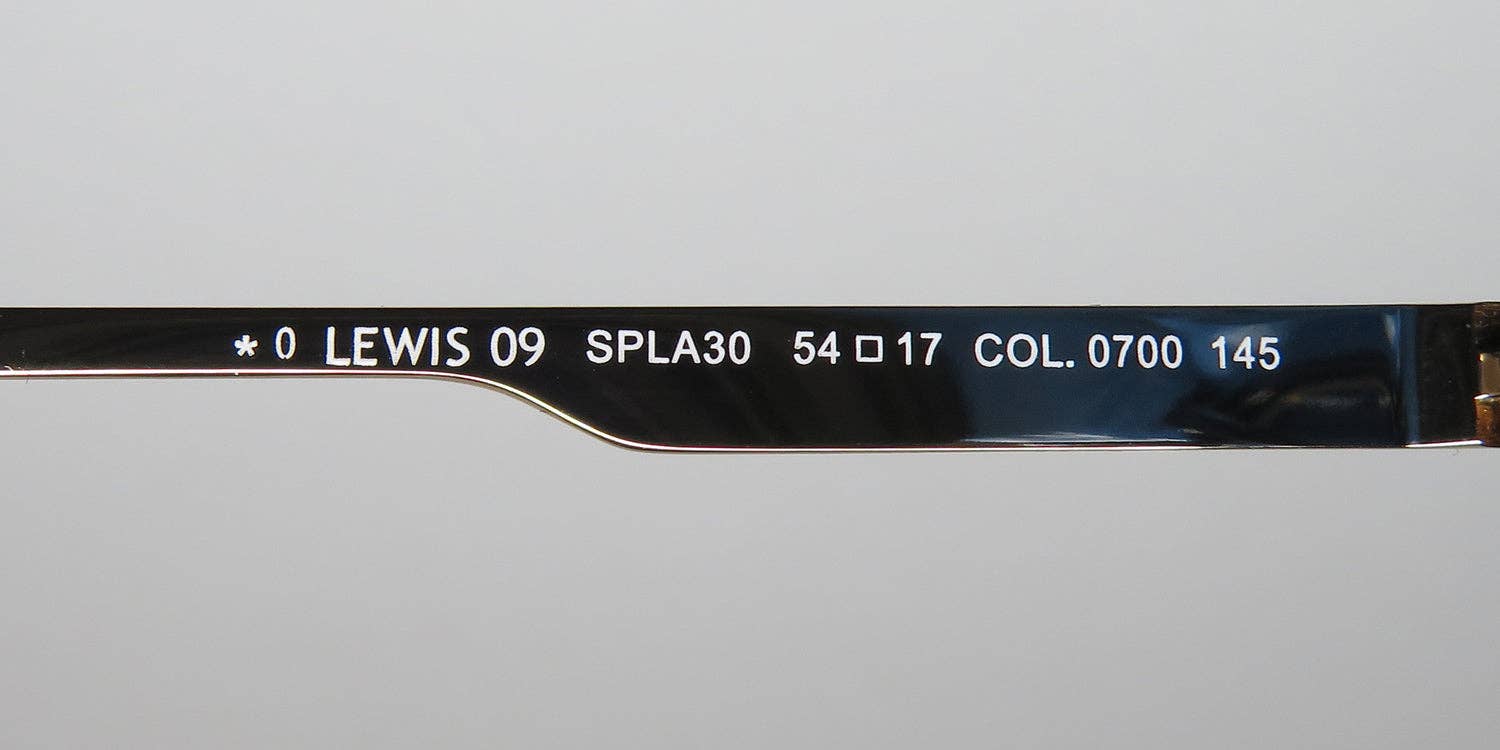 * 0 LEWIS 09 SPLA30 54 □ 17 COL. 0700 145